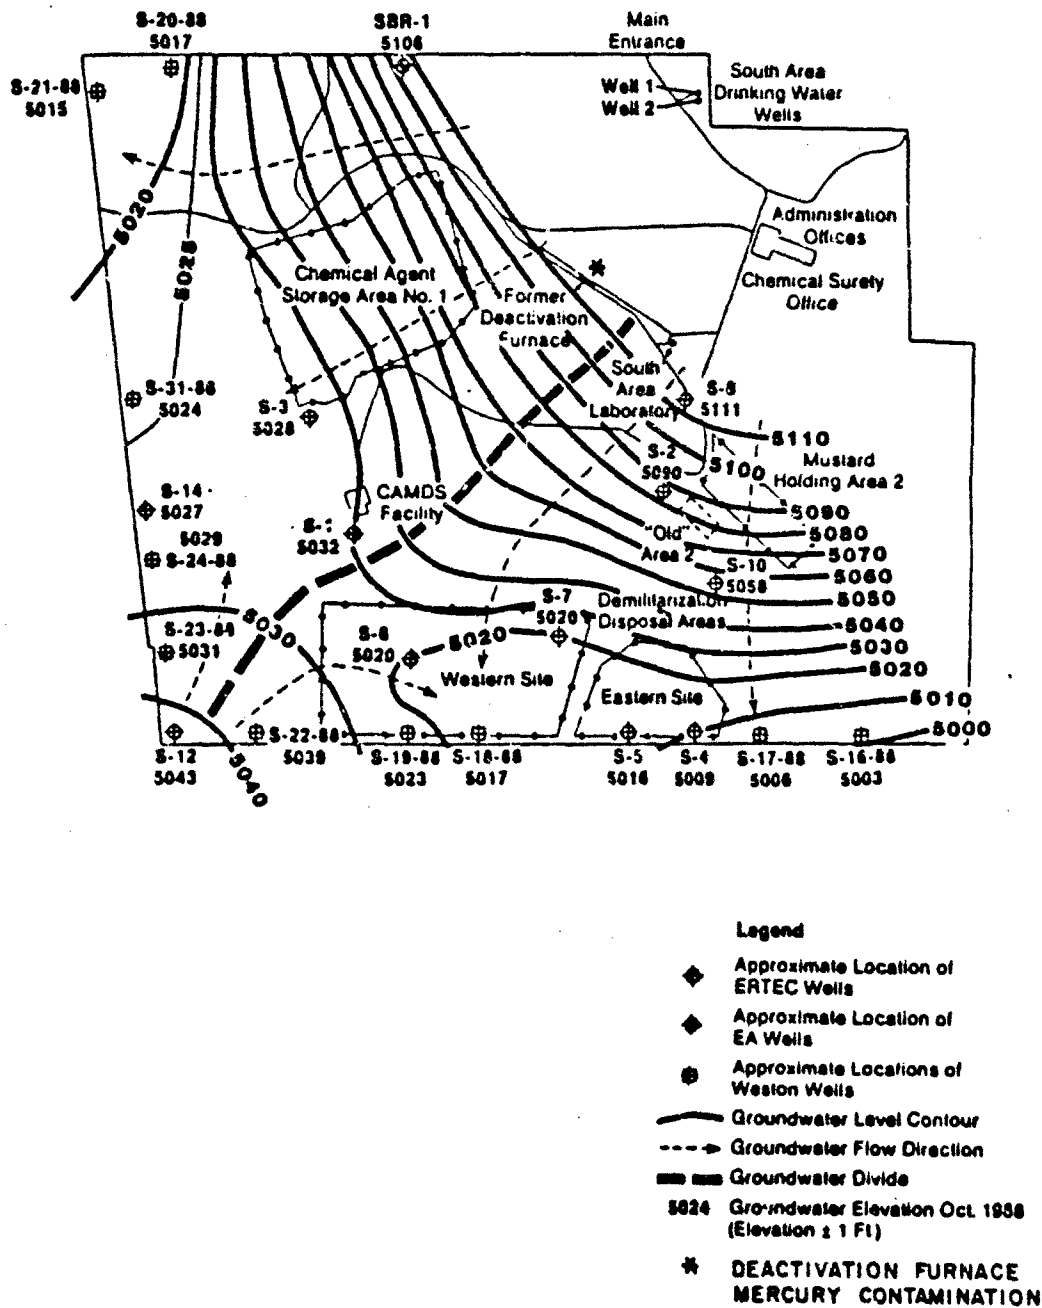 S-20-88
5017
SBR-1
5106
Main
Entrance
S-21-88
5015
Well 1
Well 2
South Area
Drinking Water
Wells
5020
5025
Administration
Offices
Chemical Surety
Office
Chemical Agent
Storage Area No. 1
Former
Deactivation
Furnace
South
Area
Laboratory
S-31-88
5024
S-3
5028
5111
S-2
5090
5110
5100
Mustard
Holding Area 2
5090
5080
5070
5060
5050
5040
5030
5020
5010
5000
S-14
5027
5029
S-24-88
CAMDS
Facility
S-1
5032
"Old"
Area 2
S-10
5058
S-7
5020
Demilitarization
Disposal Areas
5030
S-23-88
5031
S-6
5020
5020
Western Site
Eastern Site
S-12
5043
5040
S-22-88
5039
S-19-88
5023
S-18-88
5017
S-5
5016
S-4
5009
S-17-88
5006
S-16-88
5003
Legend
Approximate Location of
ERTEC Wells
Approximate Location of
EA Wells
Approximate Locations of
Weston Wells
Groundwater Level Contour
Groundwater Flow Direction
Groundwater Divide
5024 Groundwater Elevation Oct. 1988
(Elevation ± 1 Ft)
* DEACTIVATION FURNACE
MERCURY CONTAMINATION